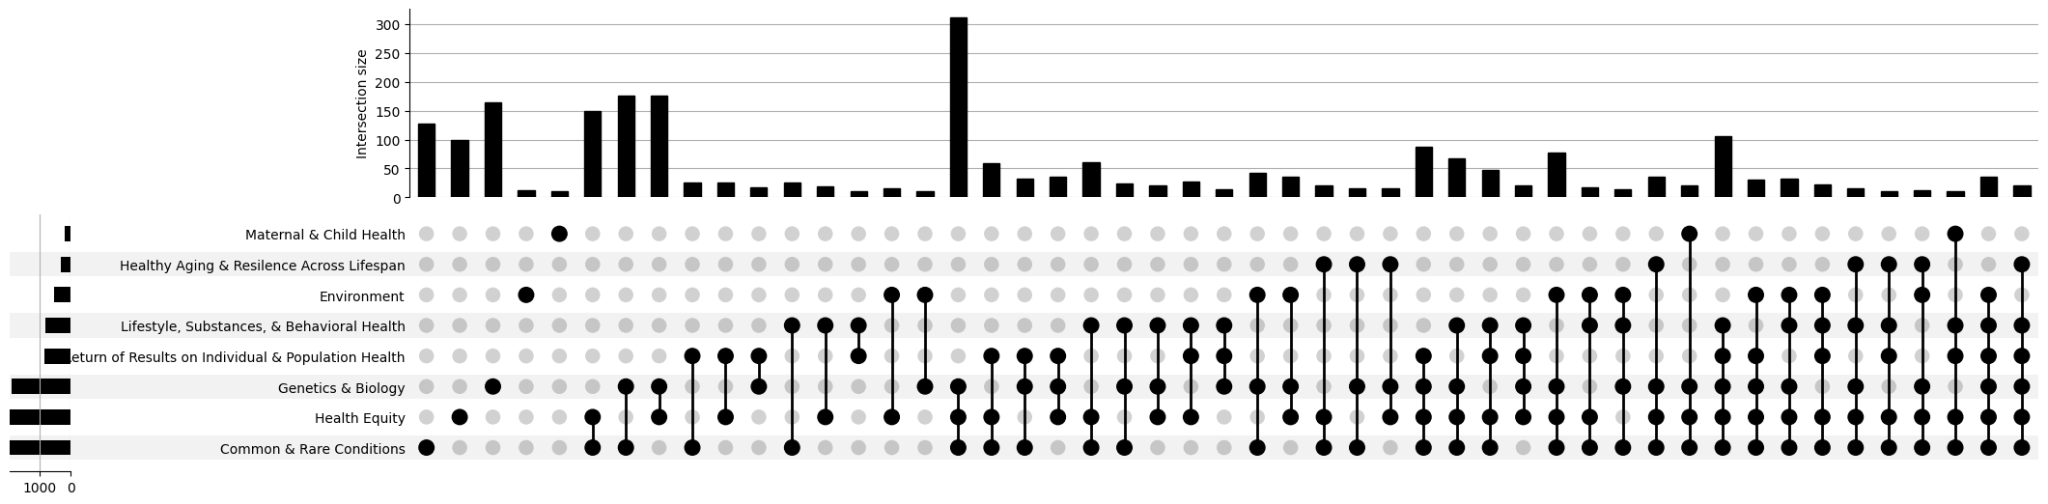 300
250
200
150
100
50
0
Intersection size
Maternal & Child Health
Healthy Aging & Resilence Across Lifespan
Environment
Lifestyle, Substances, & Behavioral Health
eturn of Results on Individual & Population Health
Genetics & Biology
Health Equity
Common & Rare Conditions
1000 0